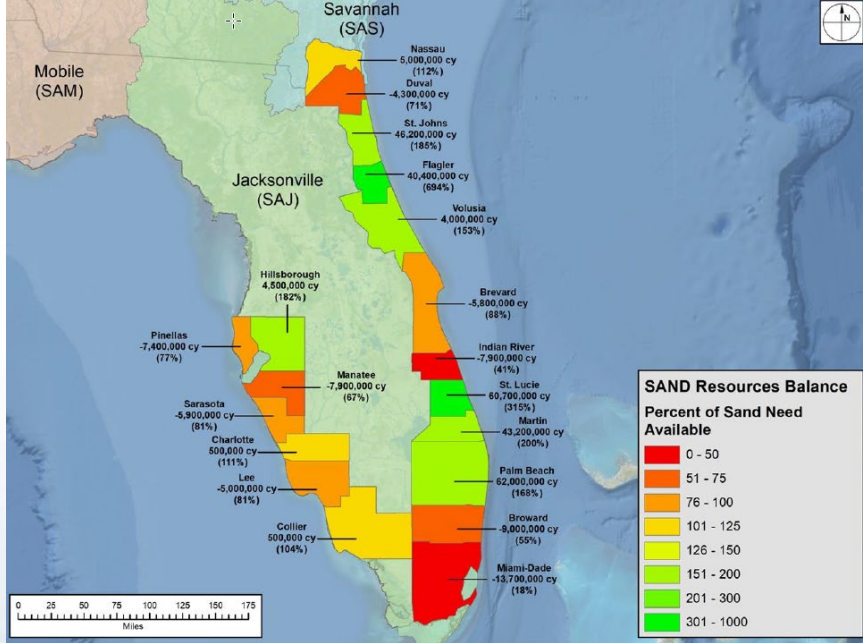 Savannah
(SAS)
N
Mobile
(SAM)
Nassau
5,000,000 cy
(112%)
Duval
-4,300,000 cy
(71%)
St. Johns
46,200,000 cy
(185%)
Flagler
40,400,000 cy
(694%)
Jacksonville
(SAJ)
Volusia
4,000,000 cy
(153%)
Hillsborough
4,500,000 cy
(182%)
Brevard
-5,800,000 cy
(88%)
Pinellas
-7,400,000 cy
(77%)
Indian River
-7,900,000 cy
(41%)
Manatee
-7,900,000 cy
(67%)
St. Lucie
60,700,000 cy
(315%)
Sarasota
-5,900,000 cy
(81%)
Martin
43,200,000 cy
(200%)
Charlotte
500,000 cy
(111%)
Lee
-5,000,000 cy
(81%)
Palm Beach
62,000,000 cy
(168%)
Collier
500,000 cy
(104%)
Broward
-9,000,000 cy
(55%)
Miami-Dade
-13,700,000 cy
(18%)
SAND Resources Balance
Percent of Sand Need
Available
0 - 50
51 - 75
76 - 100
101 - 125
126 - 150
151 - 200
201 - 300
301 - 1000
0 25 50 75 100 125 150 175
Miles